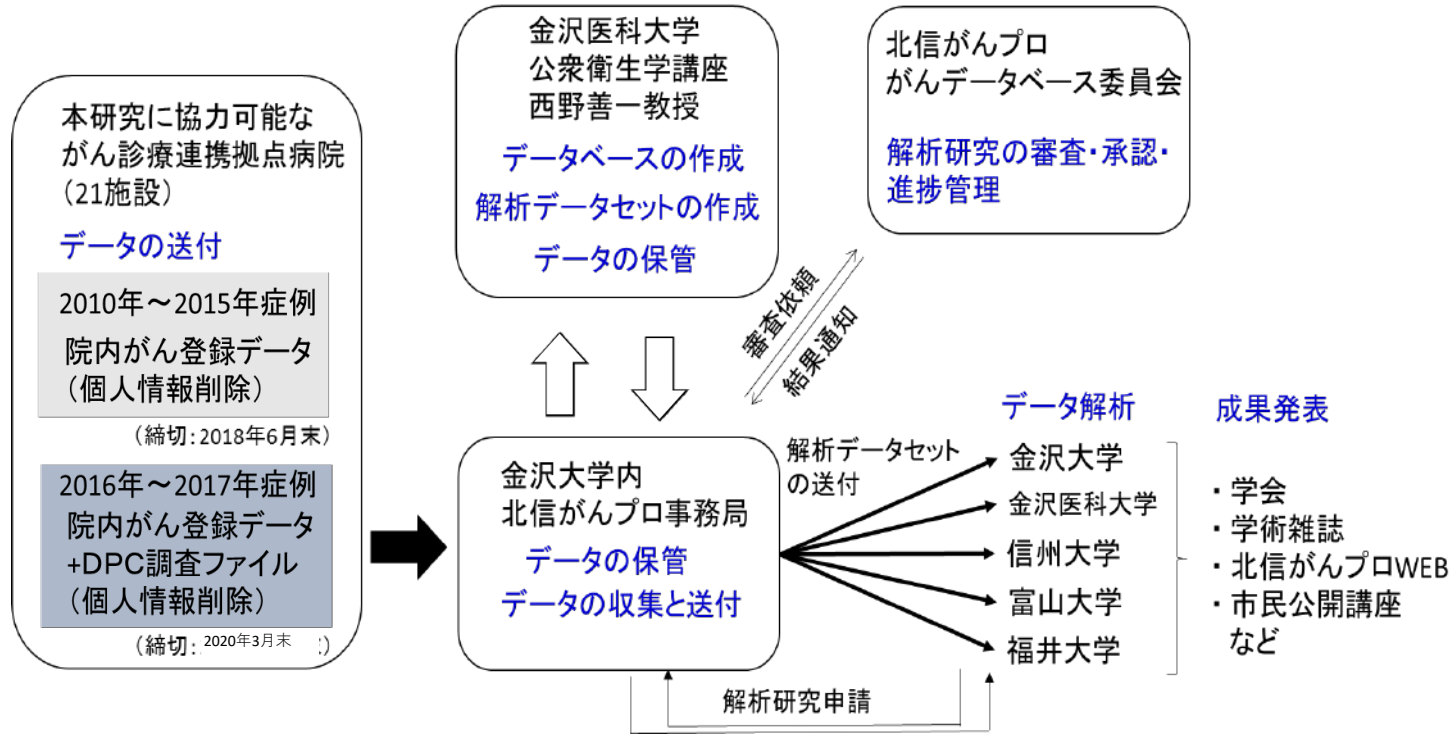 本研究に協力可能な
がん診療連携拠点病院
（21施設）
データの送付
2010年～2015年症例
院内がん登録データ
（個人情報削除）
（締切：2018年6月末）
2016年～2017年症例
院内がん登録データ
+DPC調査ファイル
（個人情報削除）
（締切： 2020年3月末 ）
金沢医科大学
公衆衛生学講座
西野善一教授
データベースの作成
解析データセットの作成
データの保管
北信がんプロ
がんデータベース委員会
解析研究の審査・承認・
進捗管理
審査依頼
結果通知
金沢大学内
北信がんプロ事務局
データの保管
データの収集と送付
解析データセット
の送付
解析研究申請
データ解析
金沢大学
金沢医科大学
信州大学
富山大学
福井大学
成果発表
・学会
・学術雑誌
・北信がんプロWEB
・市民公開講座
など